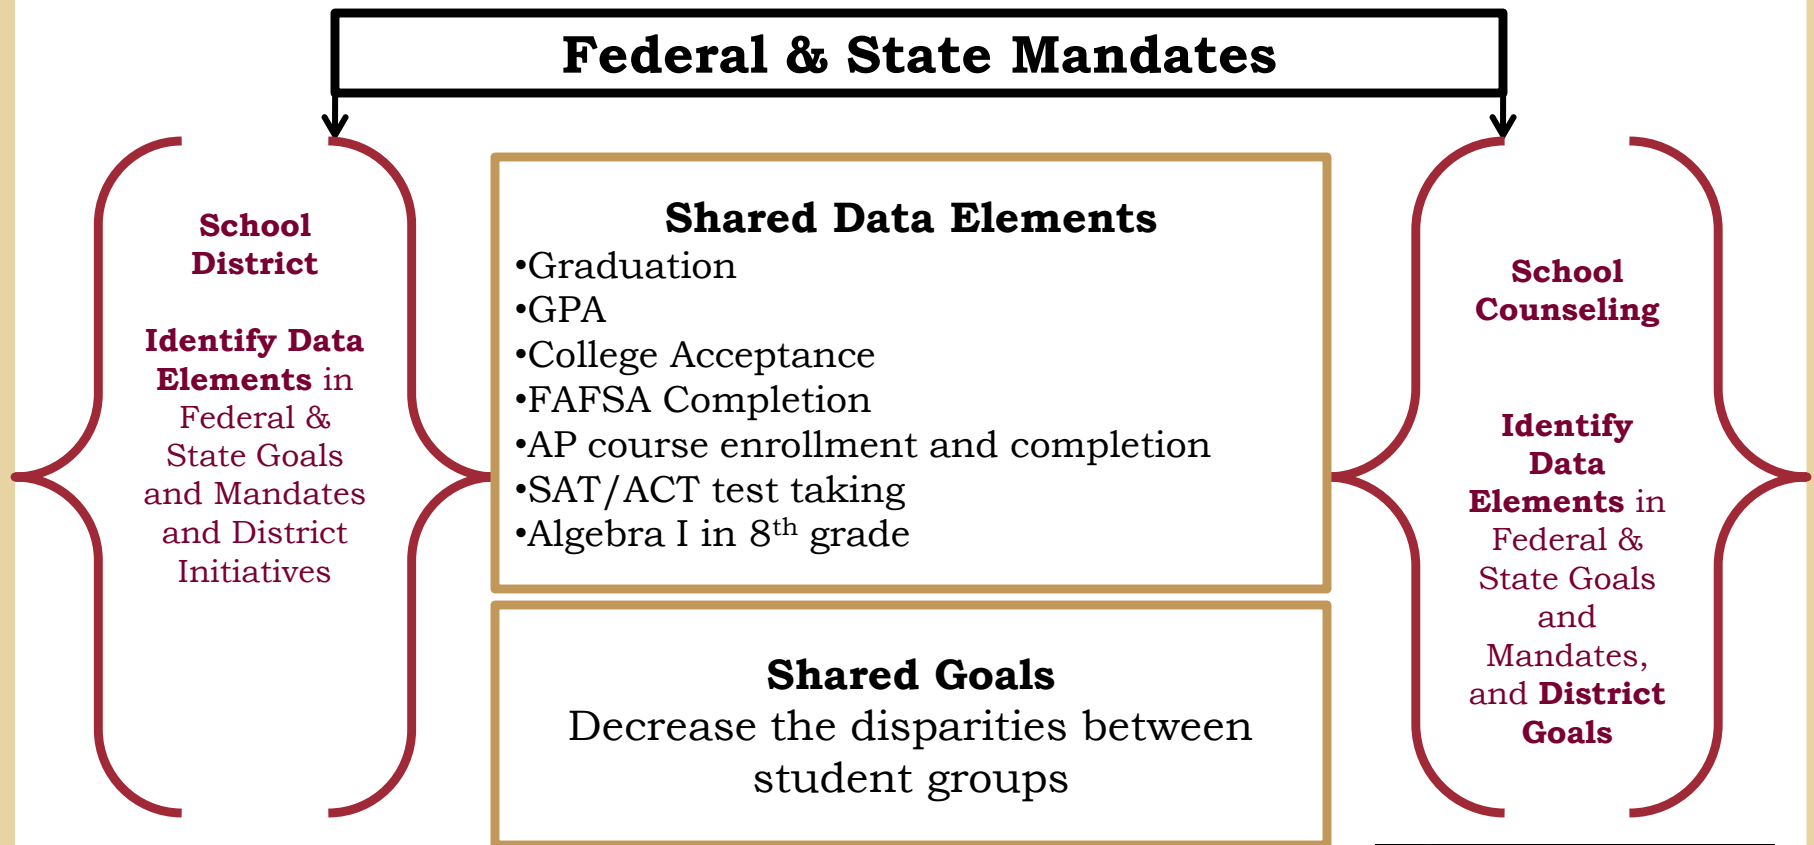 Federal & State Mandates
School
District
Identify Data
Elements in
Federal &
State Goals
and Mandates
and District
Initiatives
Shared Data Elements
•Graduation
•GPA
•College Acceptance
•FAFSA Completion
•AP course enrollment and completion
•SAT/ACT test taking
•Algebra I in 8th grade
Shared Goals
Decrease the disparities between
student groups
School
Counseling
Identify
Data
Elements in
Federal &
State Goals
and
Mandates,
and District
Goals